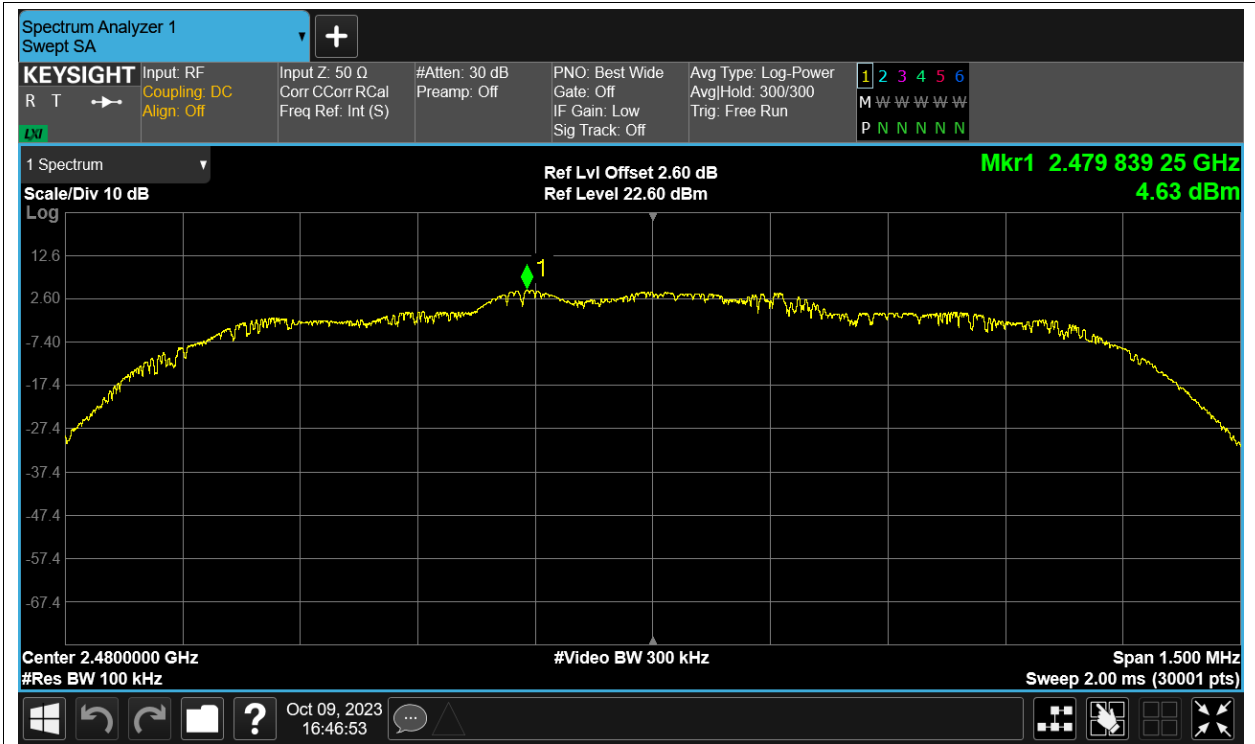 Spectrum Analyzer 1
Swept SA
KEYSIGHT
R T
LXI
Input: RF
Coupling: DC
Align: Off
Input Z: 50 Ω
Corr CCorr RCal
Freq Ref: Int (S)
#Atten: 30 dB
Preamp: Off
PNO: Best Wide
Gate: Off
IF Gain: Low
Sig Track: Off
Avg Type: Log-Power
Avg|Hold: 300/300
Trig: Free Run
1 2 3 4 5 6
M W W W W W
P N N N N N
1 Spectrum
Scale/Div 10 dB
Log
Ref Lvl Offset 2.60 dB
Ref Level 22.60 dBm
Mkr1 2.479 839 25 GHz
4.63 dBm
1
12.6
2.60
-7.40
-17.4
-27.4
-37.4
-47.4
-57.4
-67.4
Center 2.4800000 GHz
#Video BW 300 kHz
Span 1.500 MHz
#Res BW 100 kHz
Sweep 2.00 ms (30001 pts)
?
Oct 09, 2023
16:46:53